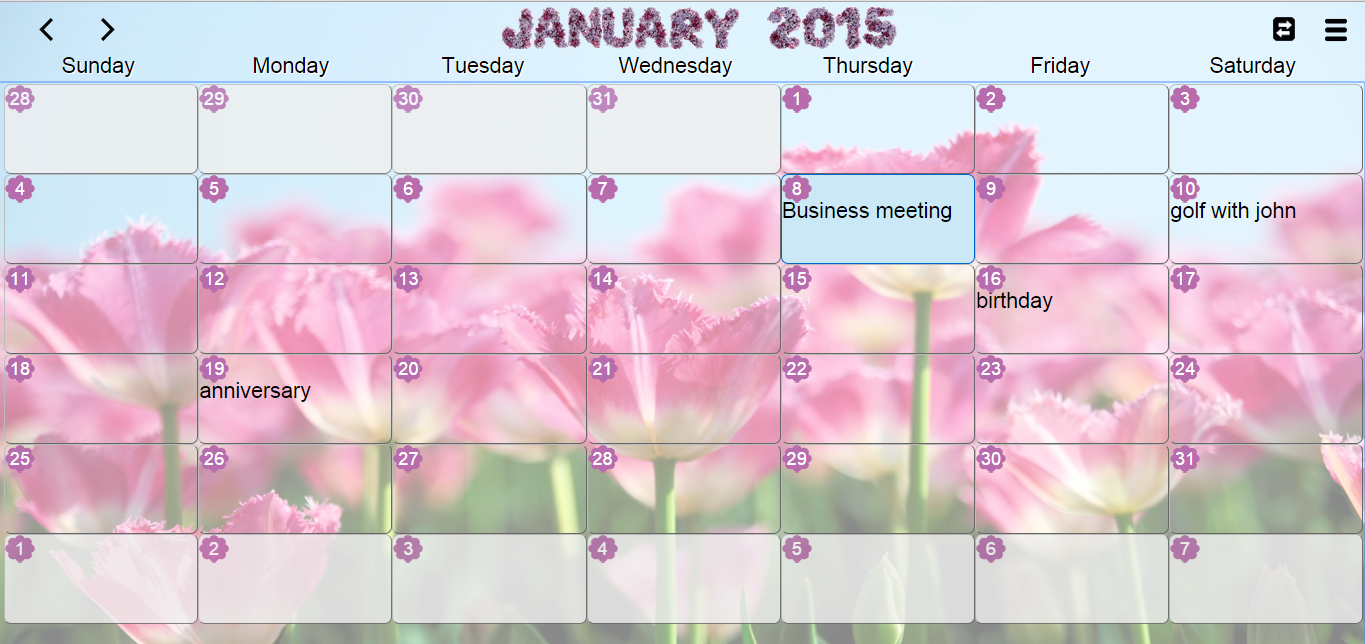 JANUARY 2015
Sunday Monday Tuesday Wednesday Thursday Friday Saturday
28 29 30 31 1 2 3
4 5 6 7 8 9 10
Business meeting golf with john
11 12 13 14 15 16 17
birthday
18 19 20 21 22 23 24
anniversary
25 26 27 28 29 30 31
1 2 3 4 5 6 7